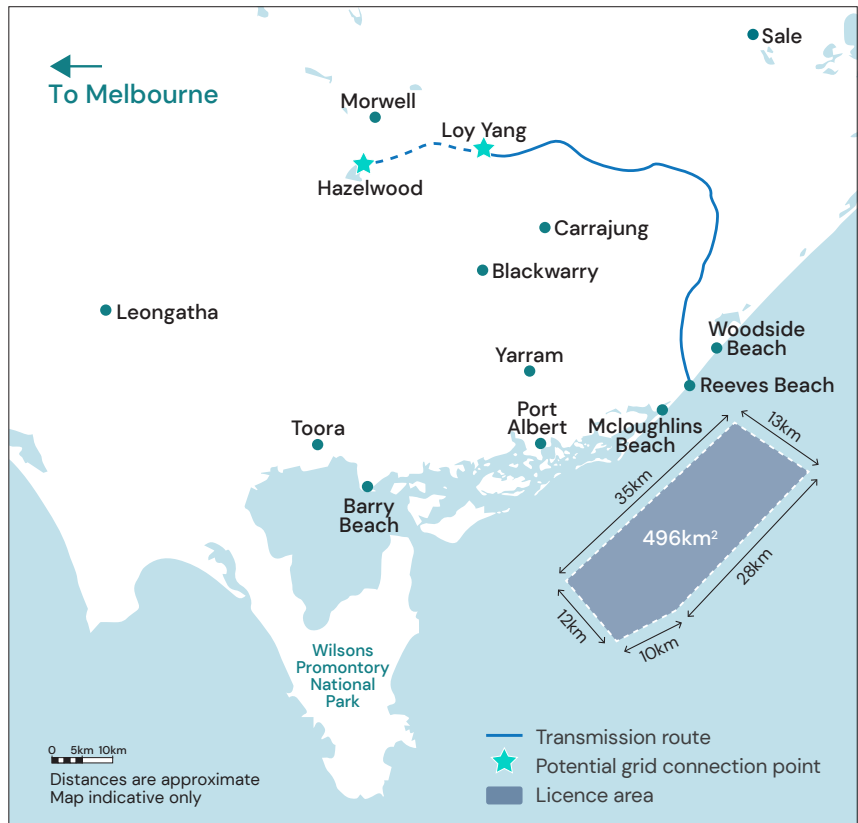 Sale
To Melbourne
Morwell
Loy Yang
Hazelwood
Carrajung
Blackwarry
Leongatha
Woodside
Beach
Yarram
Reeves Beach
Port
Albert
Mcloughlins
Beach
Toora
13km
35km
Barry
Beach
496km²
28km
12km
10km
Wilsons
Promontory
National
Park
0 5km 10km
Distances are approximate
Map indicative only
Transmission route
Potential grid connection point
Licence area